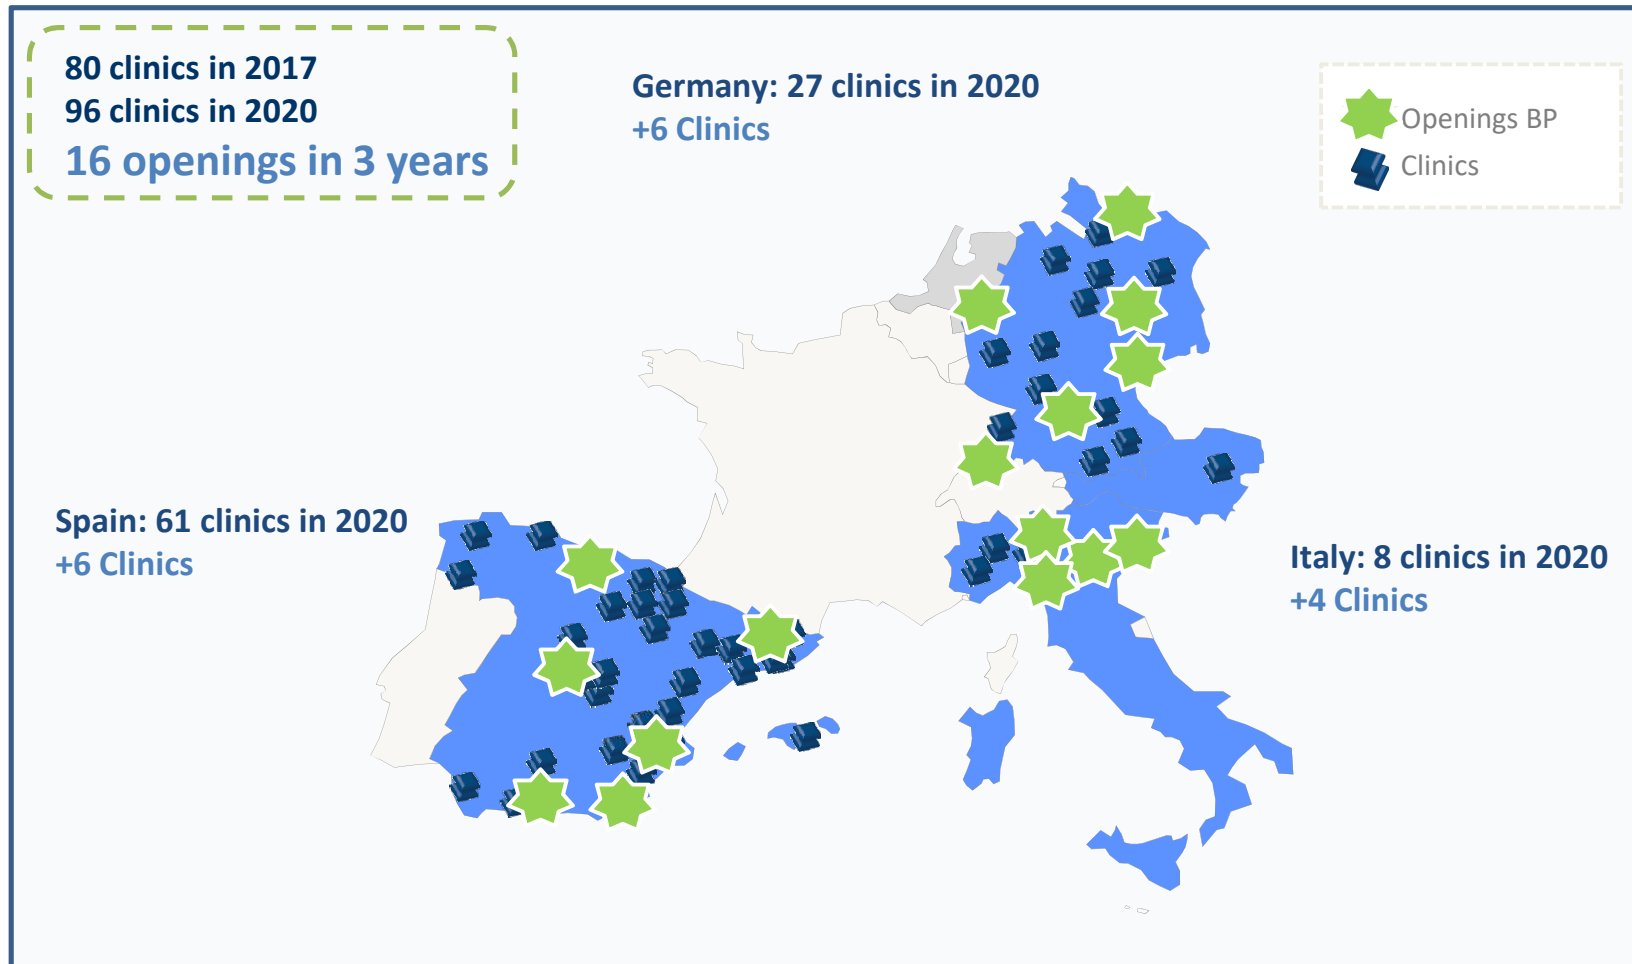 80 clinics in 2017
96 clinics in 2020
16 openings in 3 years
Germany: 27 clinics in 2020
+6 Clinics
Openings BP
Clinics
Spain: 61 clinics in 2020
+6 Clinics
Italy: 8 clinics in 2020
+4 Clinics